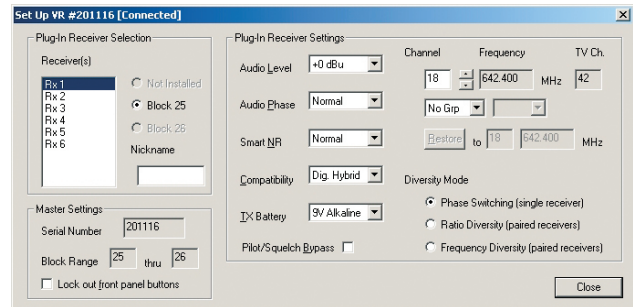 Set Up VR #201116 [Connected]
Plug-In Receiver Selection
Receiver(s)
Rx 1
Rx 2
Rx 3
Rx 4
Rx 5
Rx 6
Not Installed
Block 25
Block 26
Nickname
Master Settings
Serial Number 201116
Block Range 25 thru 26
Lock out front panel buttons
Plug-In Receiver Settings
Audio Level +0 dBu
Audio Phase Normal
Smart NR Normal
Compatibility Dig. Hybrid
TX Battery 9V Alkaline
Pilot/Squelch Bypass
Channel Frequency TV Ch.
18 642.400 MHz 42
No Grp
Restore to 18 642.400 MHz
Diversity Mode
Phase Switching (single receiver)
Ratio Diversity (paired receivers)
Frequency Diversity (paired receivers)
Close